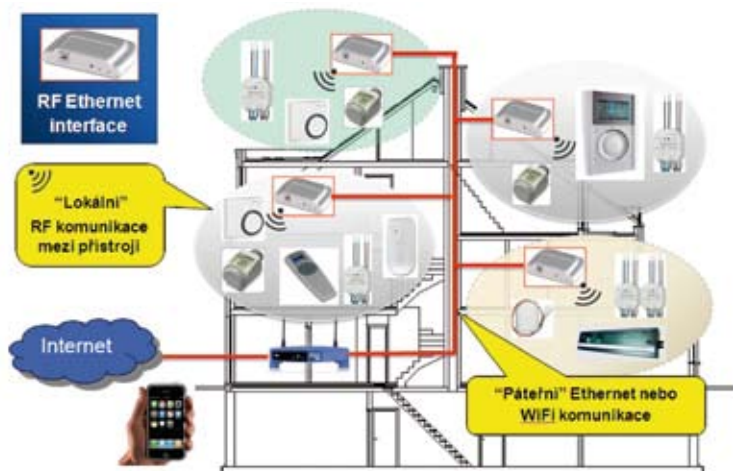 RF Ethernet
interface
"Lokální"
RF komunikace
mezi přístroji
Internet
"Páteřní" Ethernet nebo
WiFi komunikace